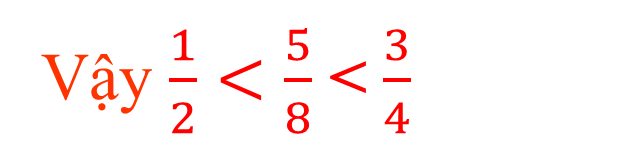 Vậy 1/2 < 5/8 < 3/4